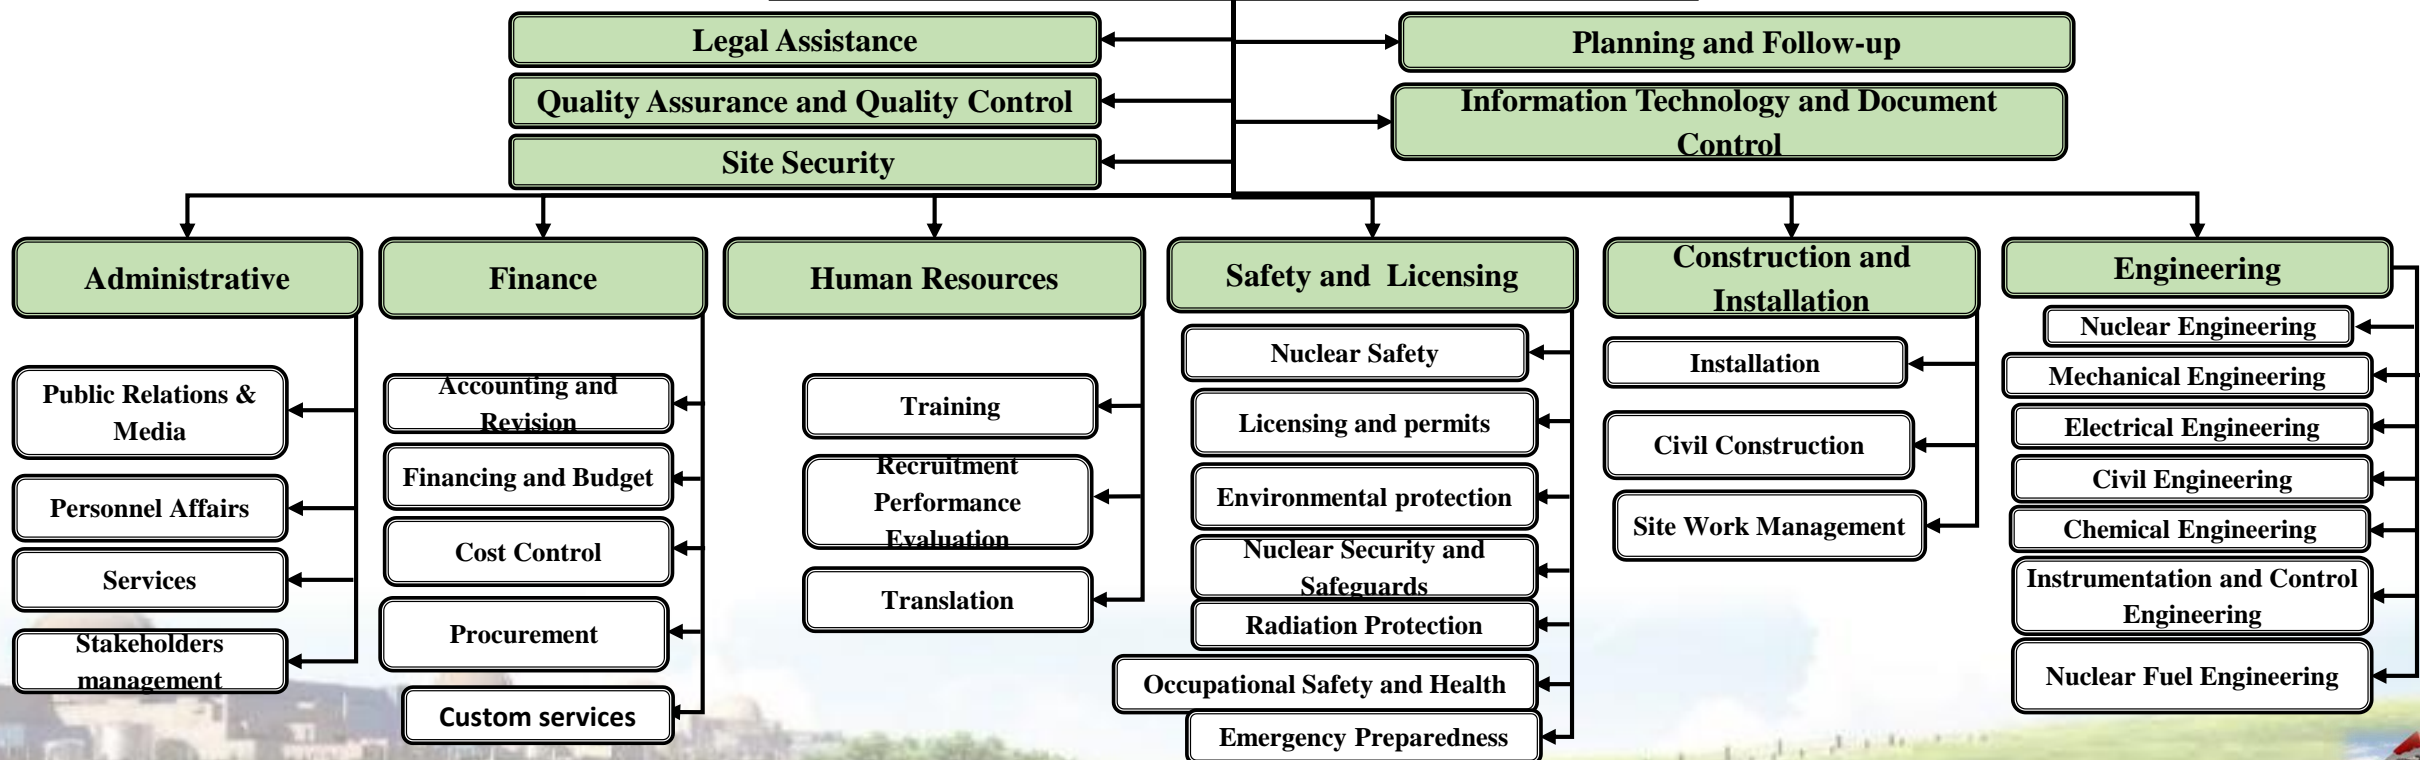 Legal Assistance
Planning and Follow-up
Quality Assurance and Quality Control
Information Technology and Document
Control
Site Security
Administrative
Public Relations &
Media
Personnel Affairs
Services
Stakeholders
management
Finance
Accounting and
Revision
Financing and Budget
Cost Control
Procurement
Custom services
Human Resources
Training
Recruitment
Performance
Evaluation
Translation
Safety and Licensing
Nuclear Safety
Licensing and permits
Environmental protection
Nuclear Security and
Safeguards
Radiation Protection
Occupational Safety and Health
Emergency Preparedness
Construction and
Installation
Installation
Civil Construction
Site Work Management
Engineering
Nuclear Engineering
Mechanical Engineering
Electrical Engineering
Civil Engineering
Chemical Engineering
Instrumentation and Control
Engineering
Nuclear Fuel Engineering